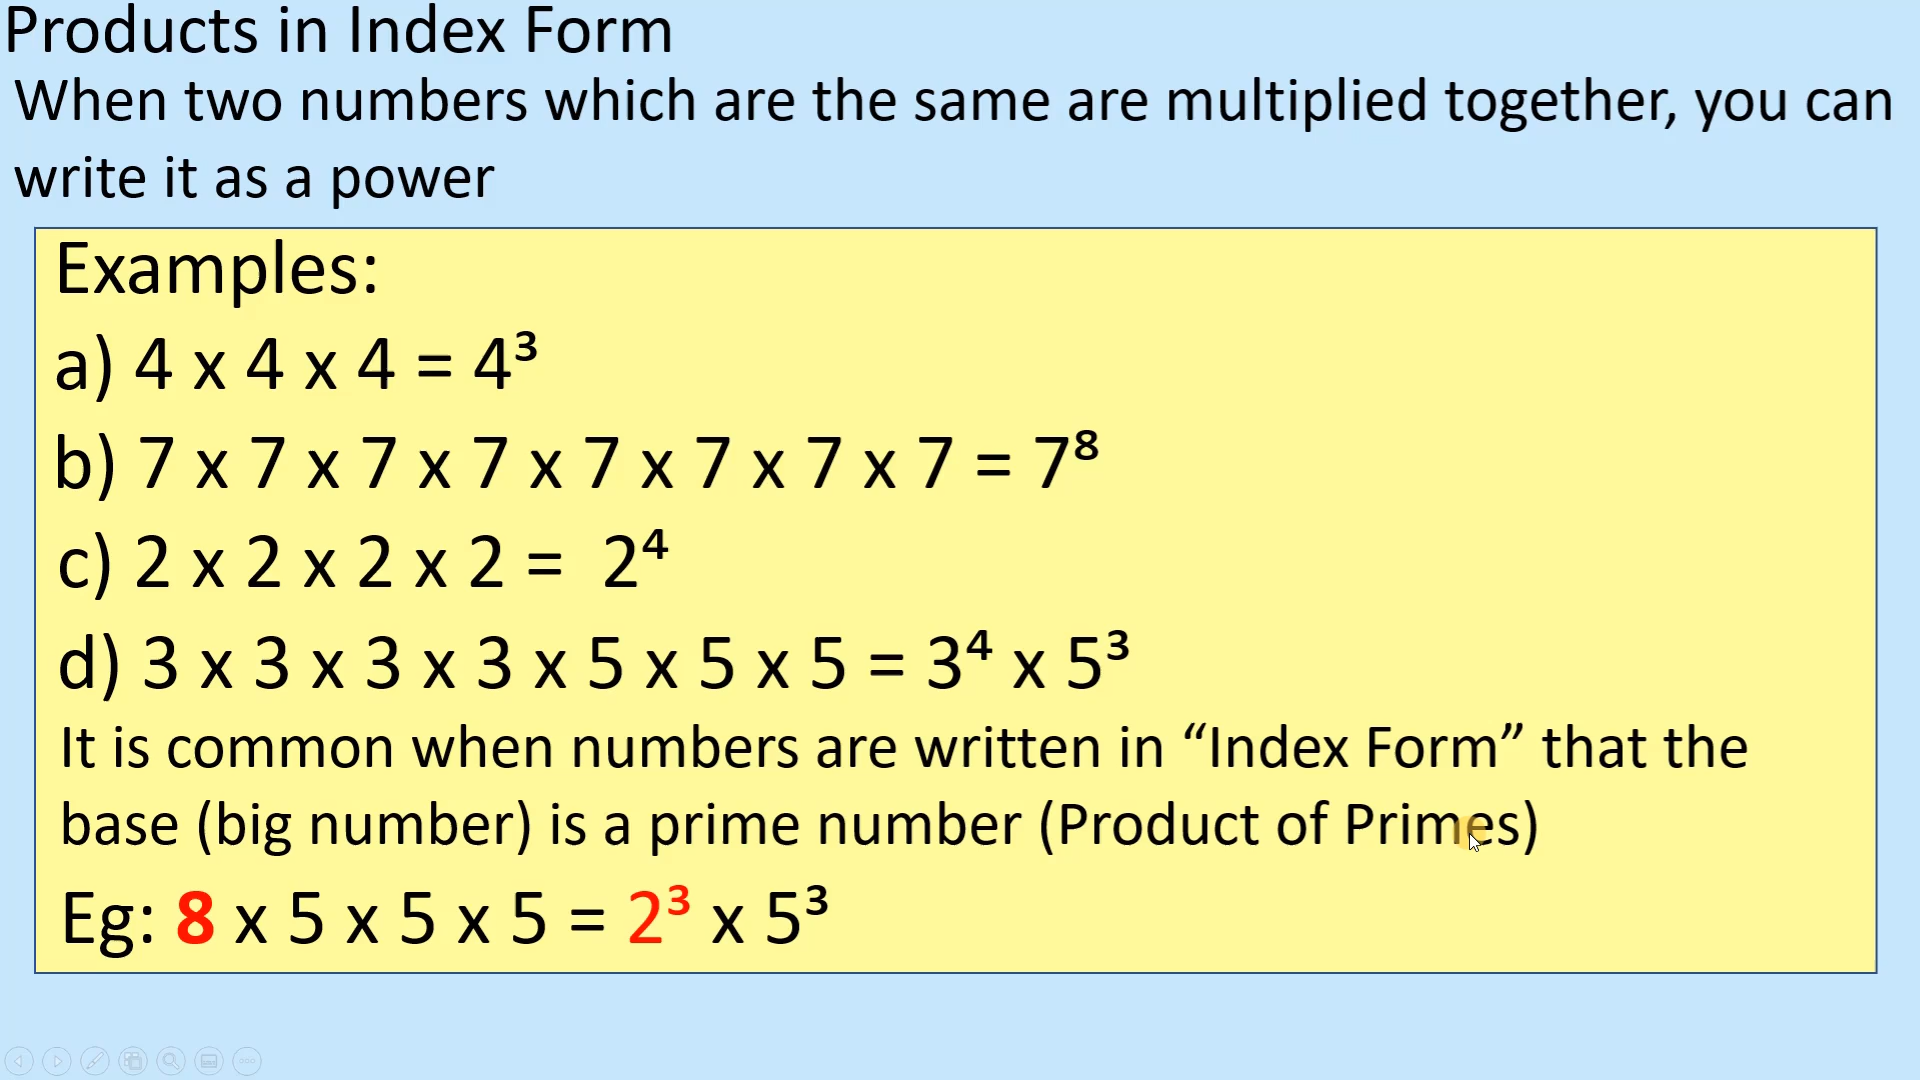 Products in Index Form
When two numbers which are the same are multiplied together, you can
write it as a power
Examples:
a) 4 x 4 x 4 = 4³
b) 7 x 7 x 7 x 7 x 7 x 7 x 7 x 7 = 7⁸
c) 2 x 2 x 2 x 2 = 2⁴
d) 3 x 3 x 3 x 3 x 5 x 5 x 5 = 3⁴ x 5³
It is common when numbers are written in “Index Form” that the
base (big number) is a prime number (Product of Primes)
Eg: 8 x 5 x 5 x 5 = 2³ x 5³